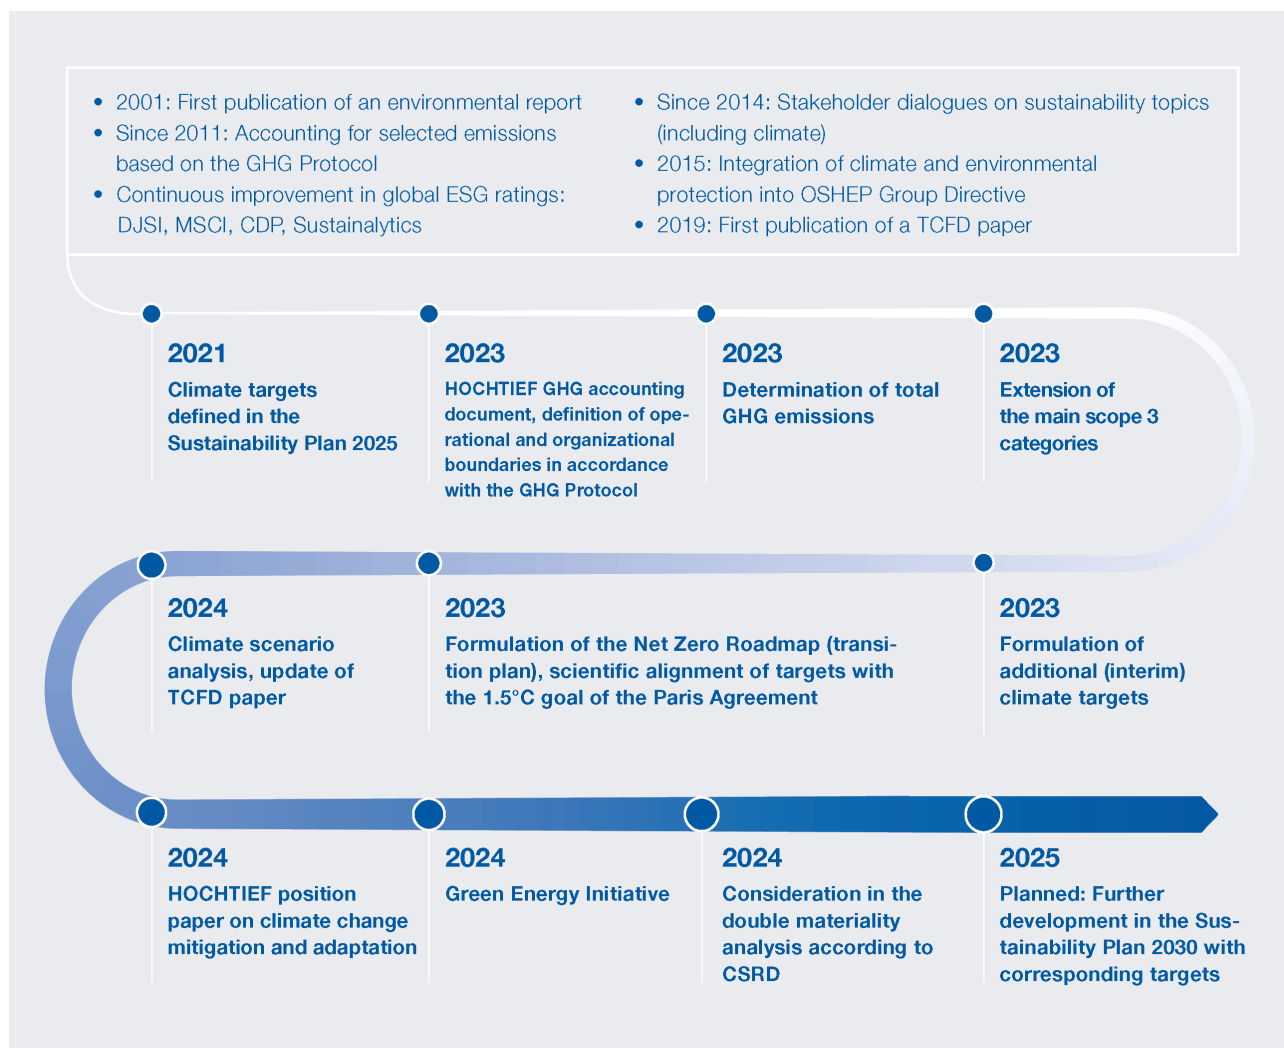 • 2001: First publication of an environmental report
• Since 2011: Accounting for selected emissions
based on the GHG Protocol
• Continuous improvement in global ESG ratings:
DJSI, MSCI, CDP, Sustainalytics
• Since 2014: Stakeholder dialogues on sustainability topics
(including climate)
• 2015: Integration of climate and environmental
protection into OSHEP Group Directive
• 2019: First publication of a TCFD paper
2021
Climate targets
defined in the
Sustainability Plan 2025
2023
HOCHTIEF GHG accounting
document, definition of ope-
rational and organizational
boundaries in accordance
with the GHG Protocol
2023
Determination of total
GHG emissions
2023
Extension of
the main scope 3
categories
2024
Climate scenario
analysis, update of
TCFD paper
2023
Formulation of the Net Zero Roadmap (transi-
tion plan), scientific alignment of targets with
the 1.5°C goal of the Paris Agreement
2023
Formulation of
additional (interim)
climate targets
2024
HOCHTIEF position
paper on climate change
mitigation and adaptation
2024
Green Energy Initiative
2024
Consideration in the
double materiality
analysis according to
CSRD
2025
Planned: Further
development in the Sus-
tainability Plan 2030 with
corresponding targets